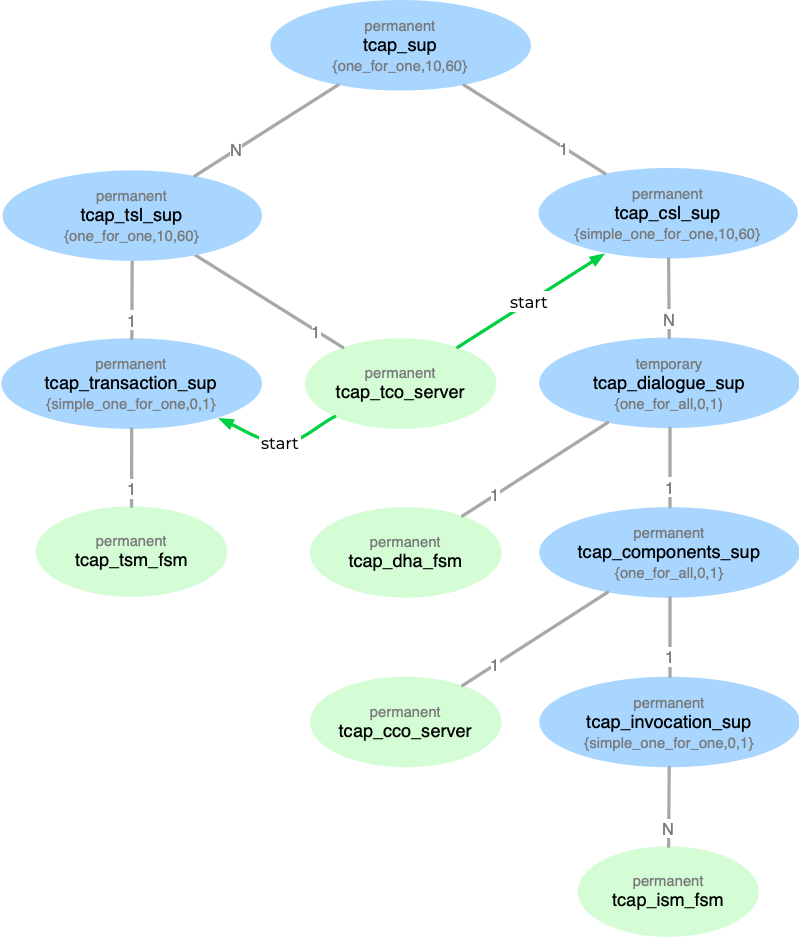 permanent
tcap_sup
{one_for_one,10,60}
N
1
permanent
tcap_tsl_sup
{one_for_one,10,60}
permanent
tcap_csl_sup
{simple_one_for_one,10,60}
start
1
1
N
permanent
tcap_transaction_sup
{simple_one_for_one,0,1}
permanent
tcap_tco_server
temporary
tcap_dialogue_sup
{one_for_all,0,1)
start
1
1
1
permanent
tcap_tsm_fsm
permanent
tcap_dha_fsm
permanent
tcap_components_sup
{one_for_all,0,1}
1
1
permanent
tcap_cco_server
permanent
tcap_invocation_sup
{simple_one_for_one,0,1}
N
permanent
tcap_ism_fsm